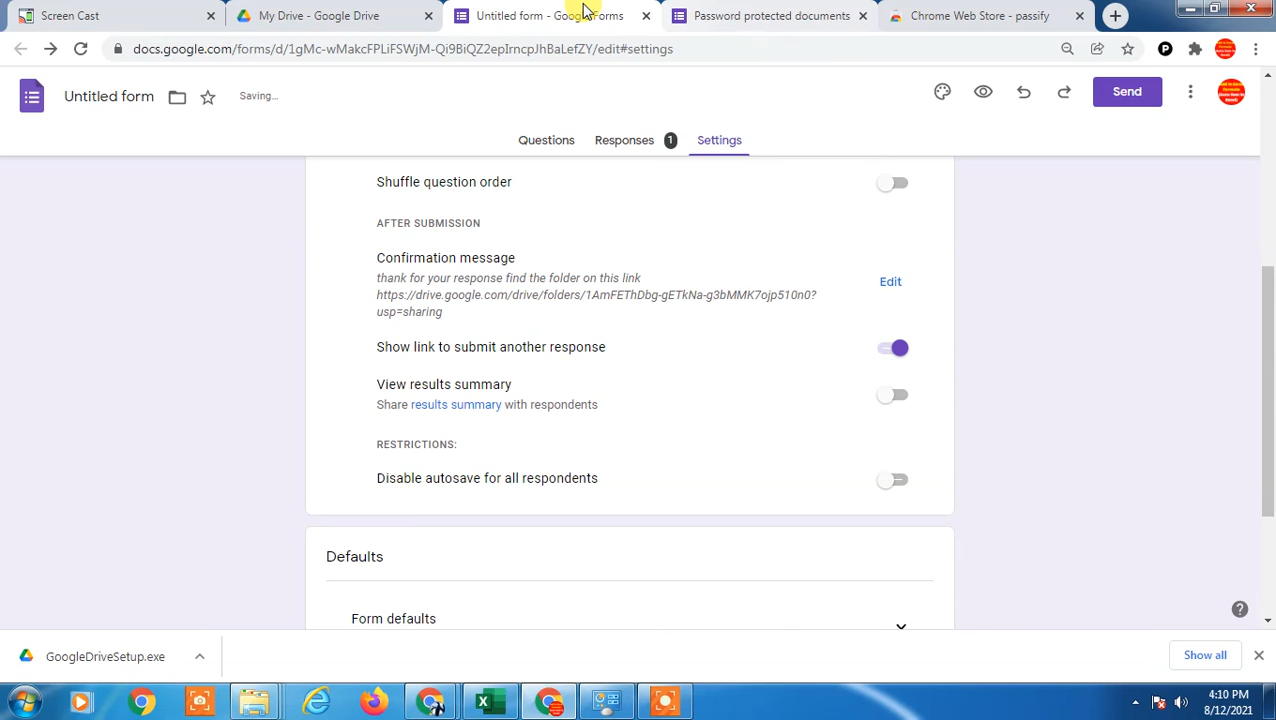 Screen Cast
My Drive - Google Drive
Untitled form - Google Forms
Password protected documents
Chrome Web Store - passify
docs.google.com/forms/d/1gMc-wMakcFPLiFSWjM-Qj9BiQZ2epIrncpJhBaLefZY/edit#settings
P
Untitled form
Saving...
Send
Questions
Responses
1
Settings
Shuffle question order
AFTER SUBMISSION
Confirmation message
thank for your response find the folder on this link
https://drive.google.com/drive/folders/1AmFEThDbg-gETkNa-g3bMMK7ojp510n0?
usp=sharing
Edit
Show link to submit another response
View results summary
Share results summary with respondents
RESTRICTIONS:
Disable autosave for all respondents
Defaults
Form defaults
GoogleDriveSetup.exe
Show all
4:10 PM
8/12/2021